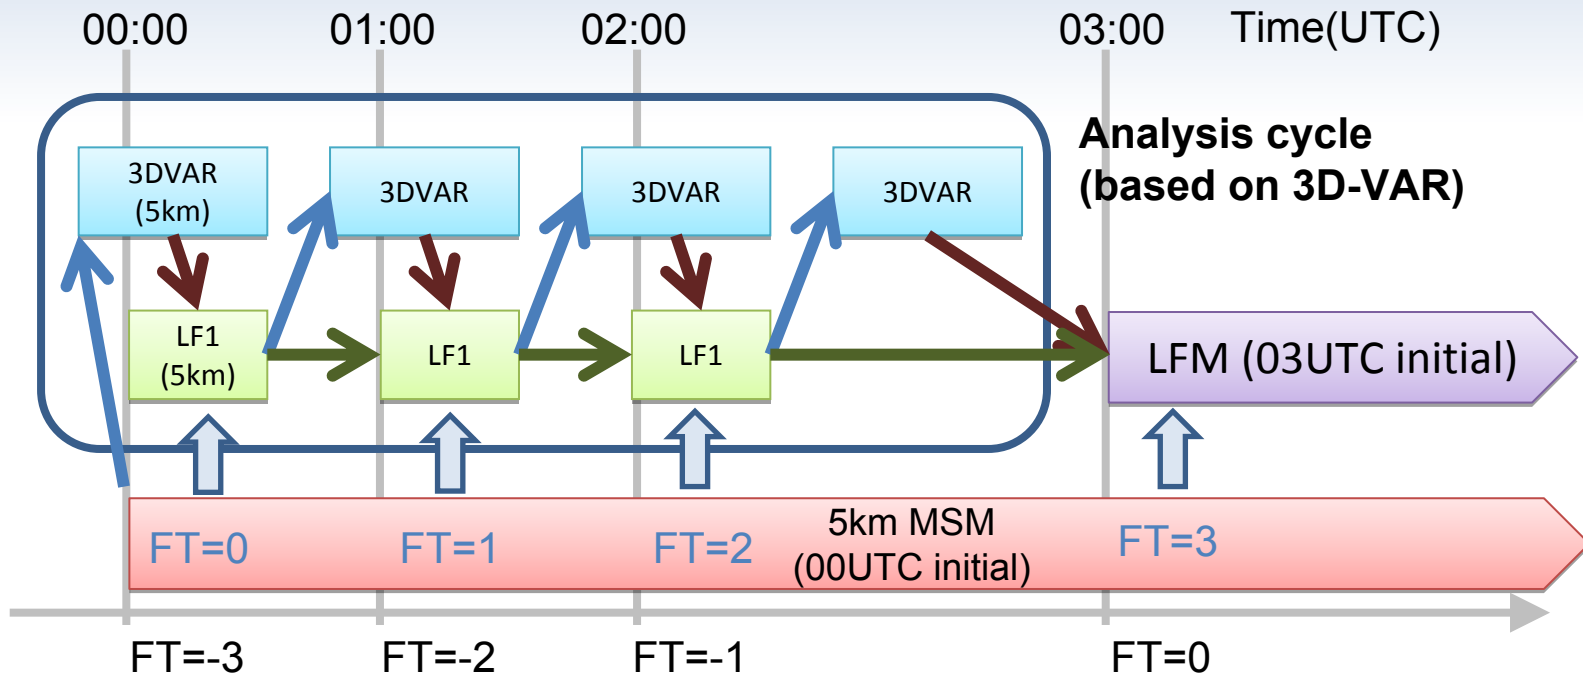 00:00 01:00 02:00 03:00 Time(UTC)
Analysis cycle
(based on 3D-VAR)
3DVAR
(5km)
3DVAR
3DVAR
3DVAR
LF1
(5km)
LF1
LF1
LFM (03UTC initial)
FT=0 FT=1 FT=2
5km MSM
(00UTC initial)
FT=3
FT=-3 FT=-2 FT=-1 FT=0